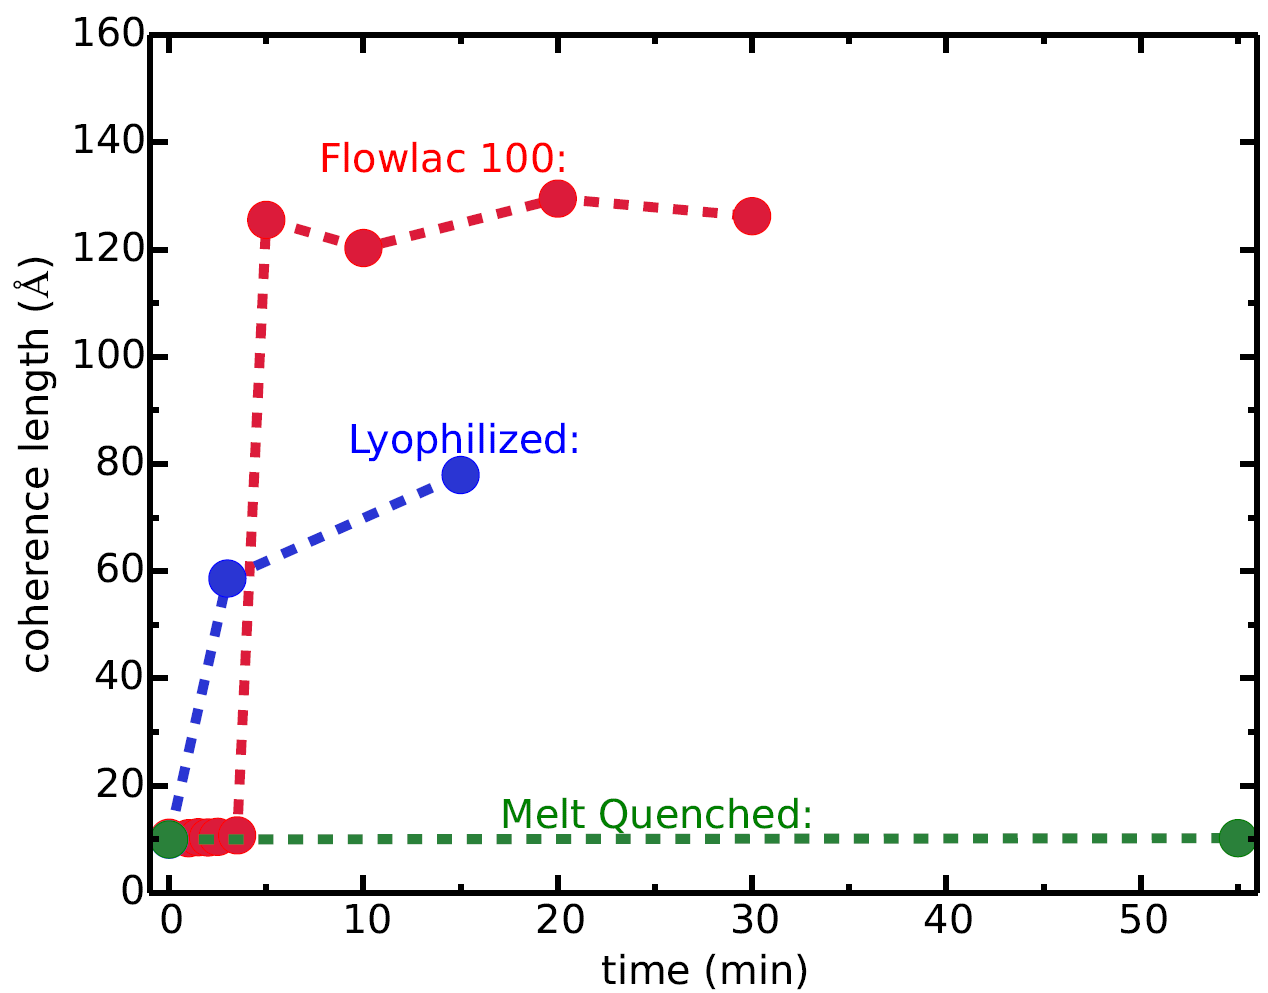 160
140
120
100
80
60
40
20
0
coherence length (Å)
Flowlac 100:
Lyophilized:
Melt Quenched:
0 10 20 30 40 50
time (min)